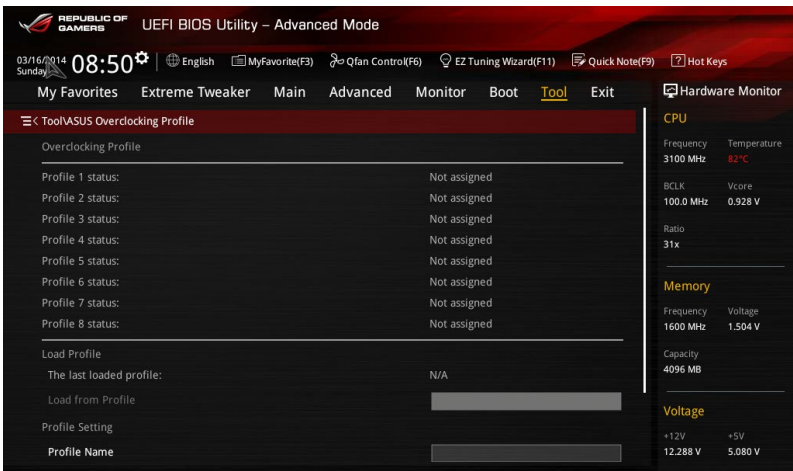 REPUBLIC OF
GAMERS
UEFI BIOS Utility – Advanced Mode
03/16/2014
Sunday
08:50
English
MyFavorite(F3)
Qfan Control(F6)
EZ Tuning Wizard(F11)
Quick Note(F9)
? Hot Keys
My Favorites
Extreme Tweaker
Main
Advanced
Monitor
Boot
Tool
Exit
Hardware Monitor
Tool\ASUS Overclocking Profile
Overclocking Profile
Profile 1 status: Not assigned
Profile 2 status: Not assigned
Profile 3 status: Not assigned
Profile 4 status: Not assigned
Profile 5 status: Not assigned
Profile 6 status: Not assigned
Profile 7 status: Not assigned
Profile 8 status: Not assigned
Load Profile
The last loaded profile: N/A
Load from Profile
Profile Setting
Profile Name
CPU
Frequency Temperature
3100 MHz 82°C
BCLK Vcore
100.0 MHz 0.928 V
Ratio
31x
Memory
Frequency Voltage
1600 MHz 1.504 V
Capacity
4096 MB
Voltage
+12V +5V
12.288 V 5.080 V